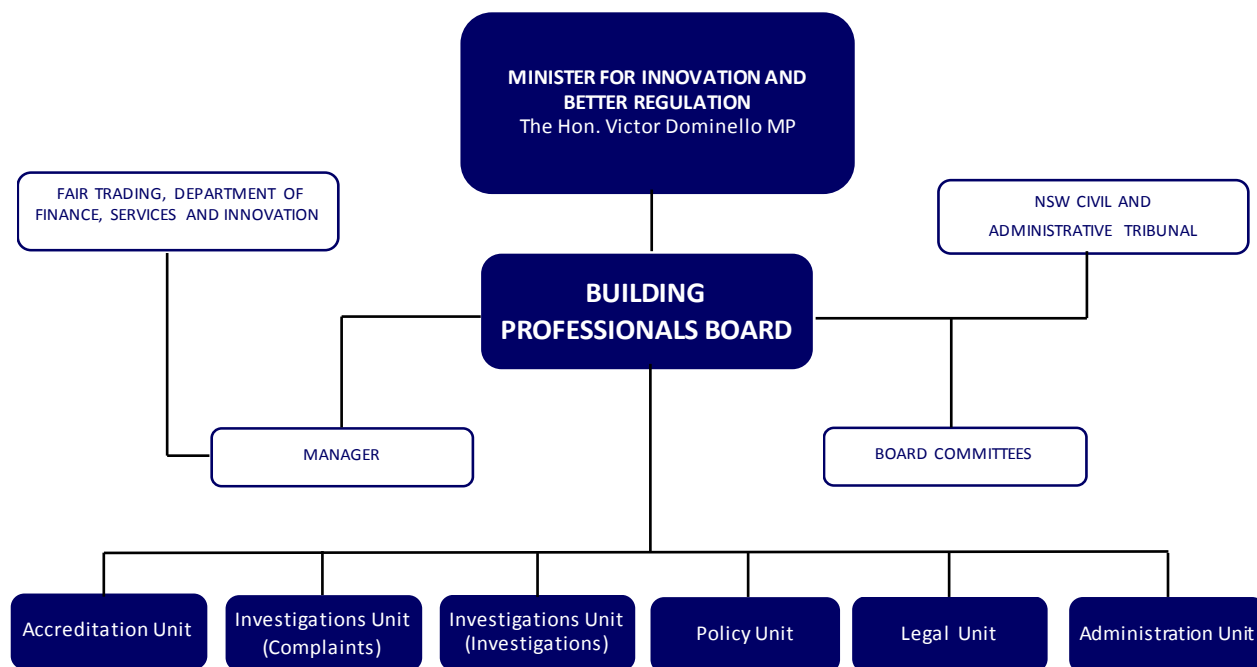 MINISTER FOR INNOVATION AND
BETTER REGULATION
The Hon. Victor Dominello MP
FAIR TRADING, DEPARTMENT OF
FINANCE, SERVICES AND INNOVATION
NSW CIVIL AND
ADMINISTRATIVE TRIBUNAL
BUILDING
PROFESSIONALS BOARD
MANAGER
BOARD COMMITTEES
Accreditation Unit
Investigations Unit
(Complaints)
Investigations Unit
(Investigations)
Policy Unit
Legal Unit
Administration Unit